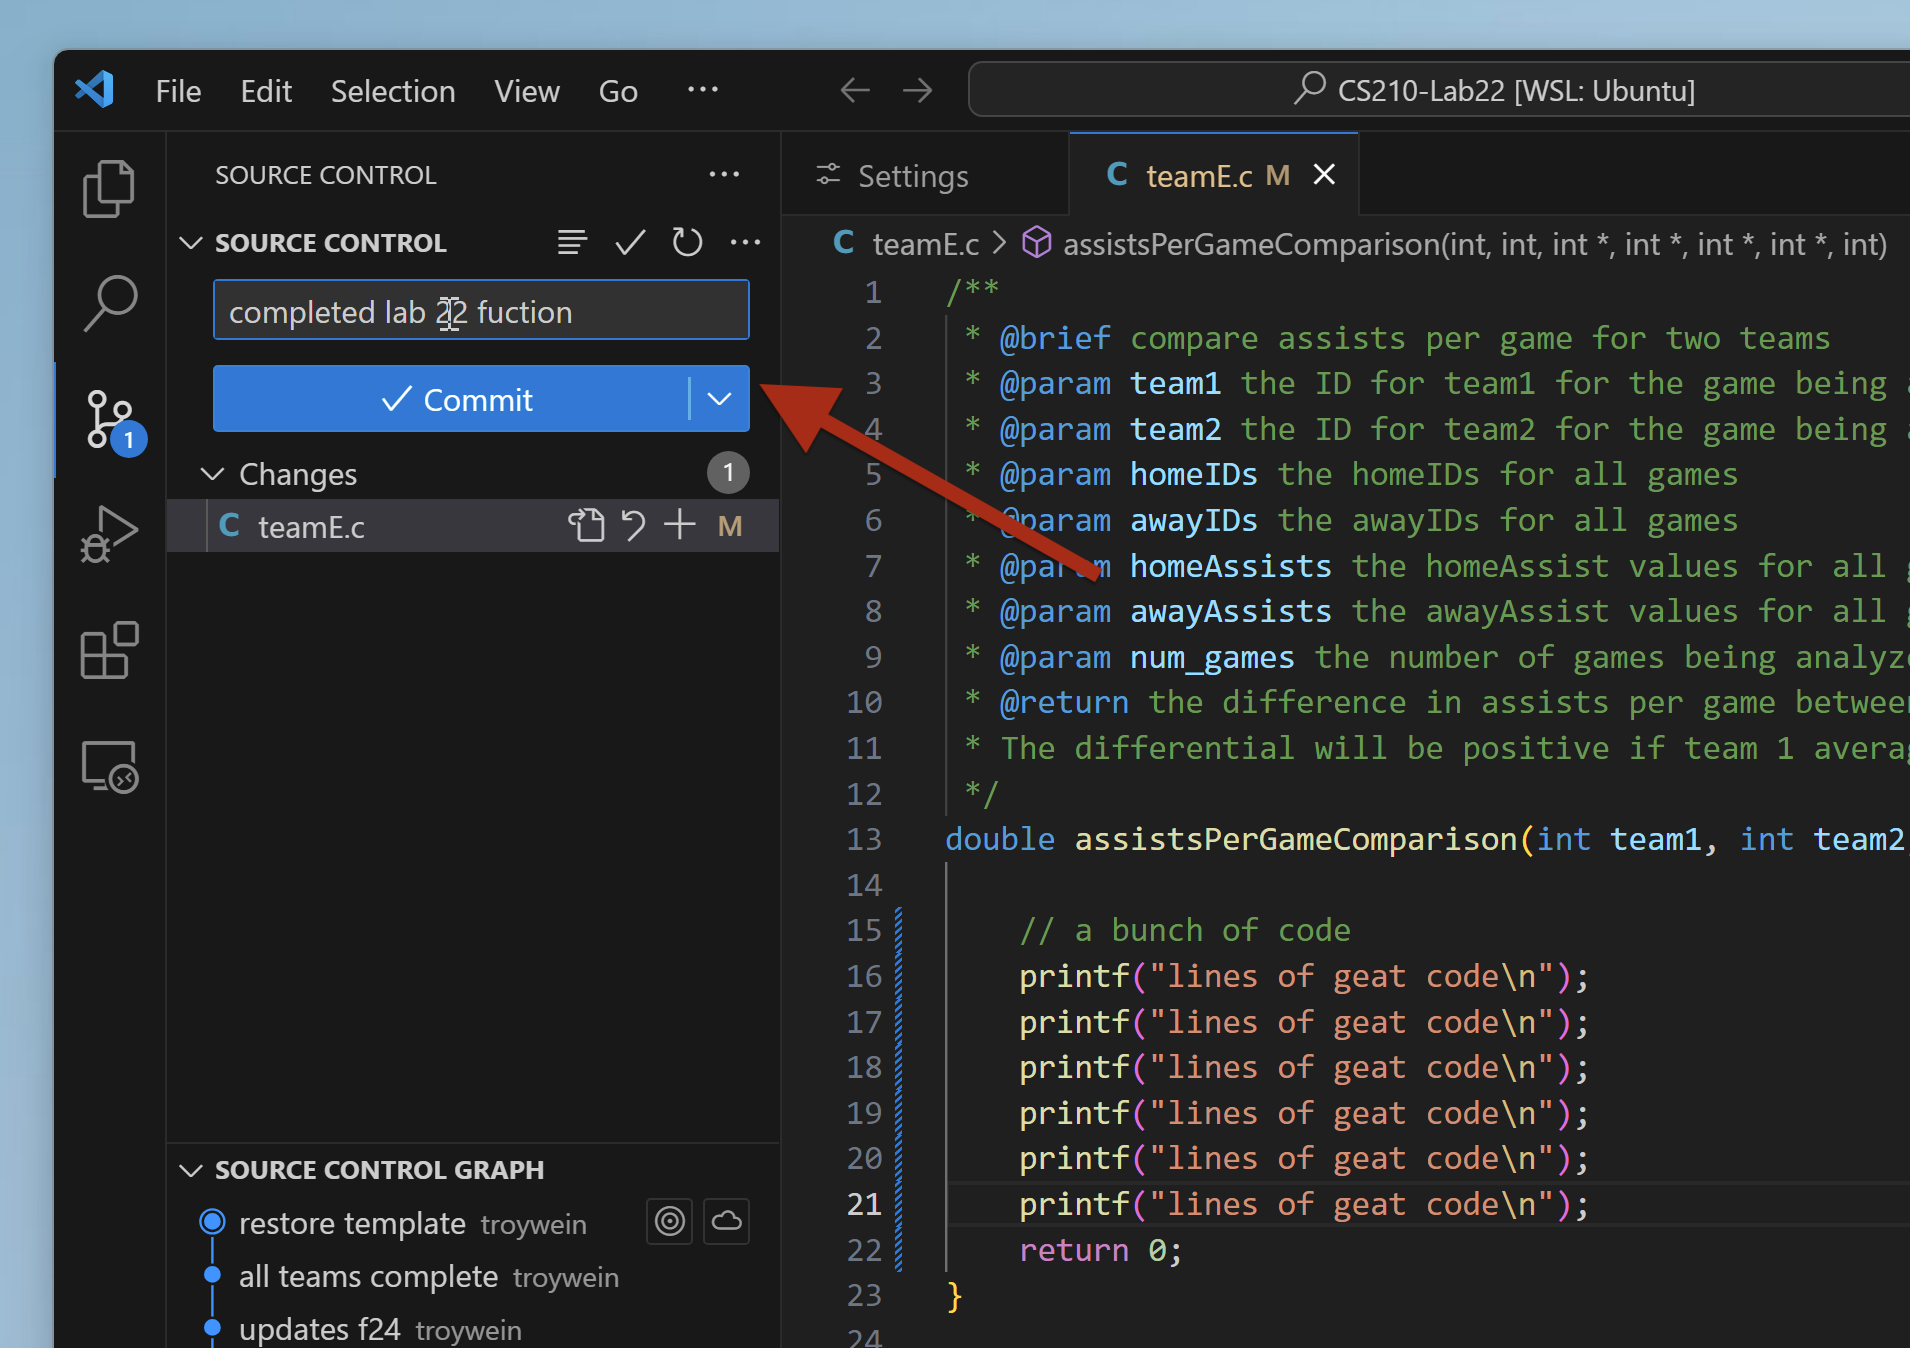 File Edit Selection View Go ···
CS210-Lab22 [WSL: Ubuntu]
SOURCE CONTROL ···
SOURCE CONTROL ···
completed lab 22 fuction
Commit
Changes 1
C teamE.c M
1
SOURCE CONTROL GRAPH
restore template troywein
all teams complete troywein
updates f24 troywein
Settings
C teamE.c M
C teamE.c > assistsPerGameComparison(int, int, int *, int *, int *, int *, int)
1 /**
2 * @brief compare assists per game for two teams
3 * @param team1 the ID for team1 for the game being
4 * @param team2 the ID for team2 for the game being
5 * @param homeIDs the homeIDs for all games
6 * @param awayIDs the awayIDs for all games
7 * @param homeAssists the homeAssist values for all
8 * @param awayAssists the awayAssist values for all
9 * @param num_games the number of games being analyz
10 * @return the difference in assists per game between
11 * The differential will be positive if team 1 avera
12 */
13 double assistsPerGameComparison(int team1, int team2
14
15 // a bunch of code
16 printf("lines of geat code\n");
17 printf("lines of geat code\n");
18 printf("lines of geat code\n");
19 printf("lines of geat code\n");
20 printf("lines of geat code\n");
21 printf("lines of geat code\n");
22 return 0;
23 }
24